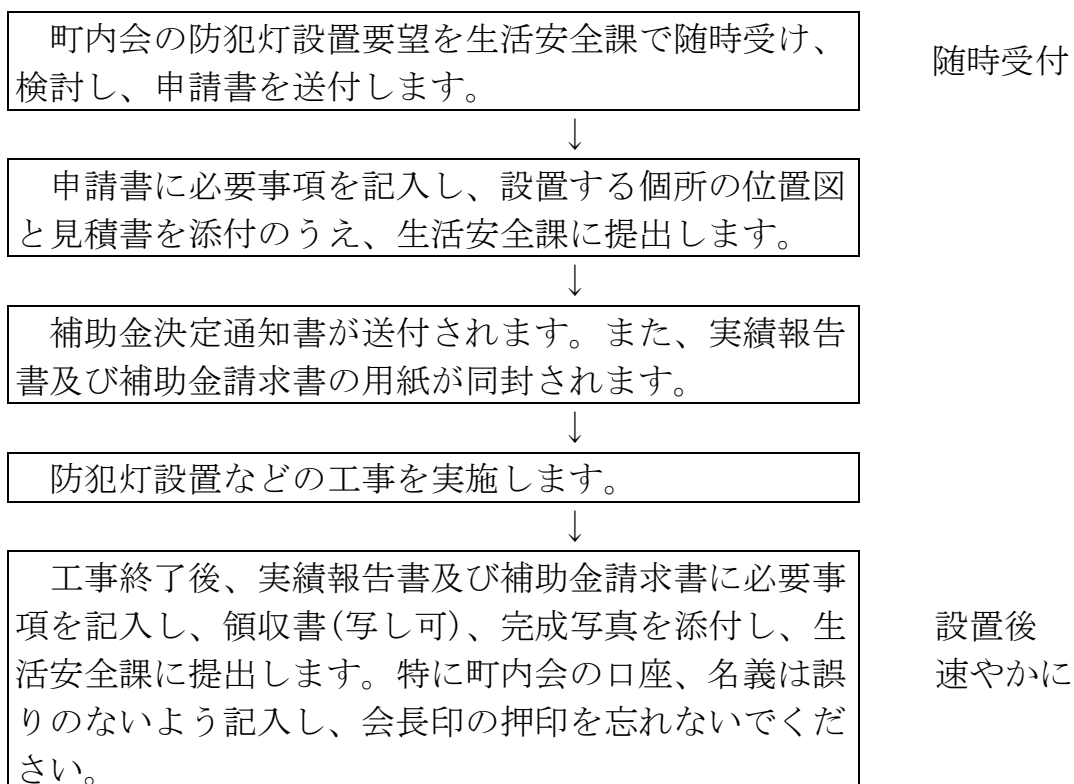 町内会の防犯灯設置要望を生活安全課で随時受け、
検討し、申請書を送付します。
随時受付
↓
申請書に必要事項を記入し、設置する個所の位置図
と見積書を添付のうえ、生活安全課に提出します。
↓
補助金決定通知書が送付されます。また、実績報告
書及び補助金請求書の用紙が同封されます。
↓
防犯灯設置などの工事を実施します。
↓
工事終了後、実績報告書及び補助金請求書に必要事
項を記入し、領収書(写し可)、完成写真を添付し、生
活安全課に提出します。特に町内会の口座、名義は誤
りのないよう記入し、会長印の押印を忘れないでくだ
さい。
設置後
速やかに